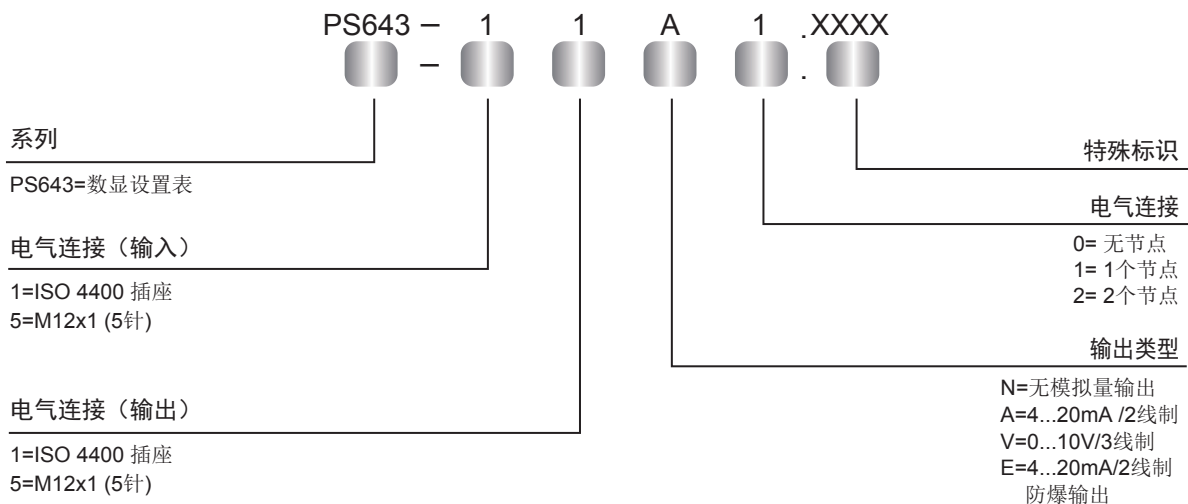 PS643 – 1 1 A 1 .XXXX
– .
系列
PS643=数显设置表
电气连接（输入）
1=ISO 4400 插座
5=M12x1 (5针)
电气连接（输出）
1=ISO 4400 插座
5=M12x1 (5针)
特殊标识
电气连接
0= 无节点
1= 1个节点
2= 2个节点
输出类型
N=无模拟量输出
A=4...20mA /2线制
V=0...10V/3线制
E=4...20mA/2线制
防爆输出